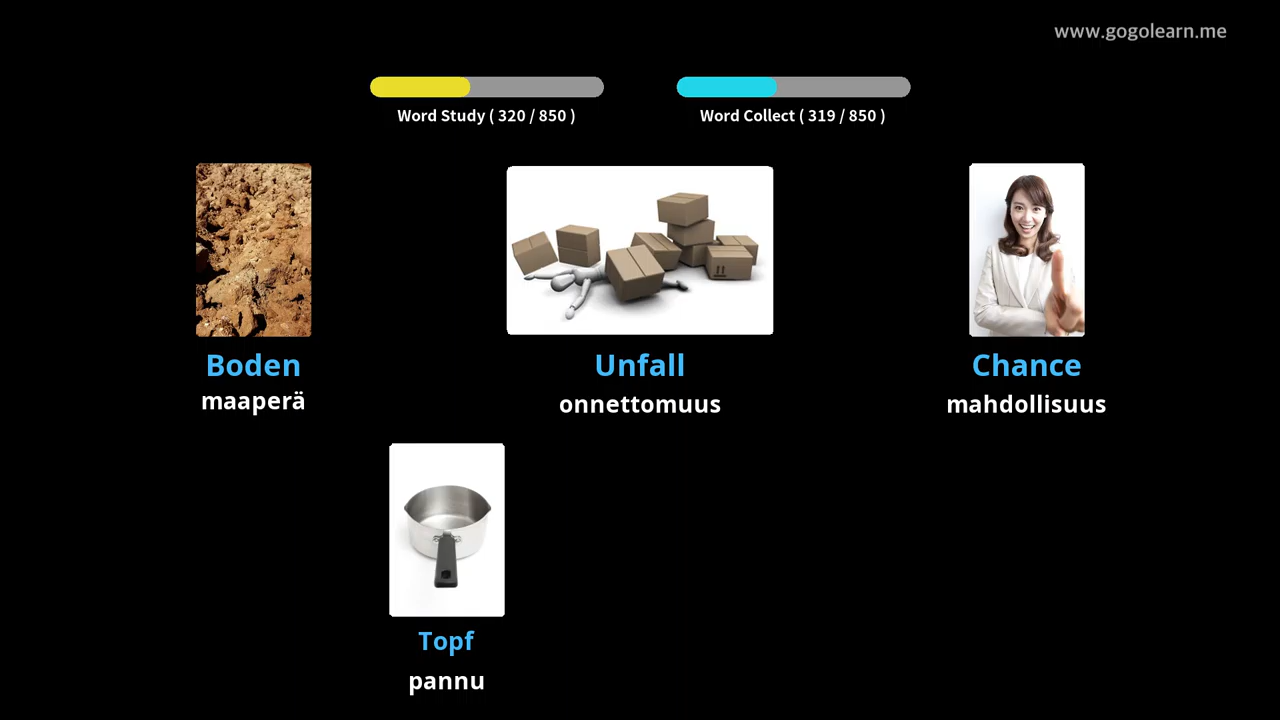 www.gogolearn.me
Word Study ( 320 / 850 )
Word Collect ( 319 / 850 )
Boden
maaperä
Unfall
onnettomuus
Chance
mahdollisuus
Topf
pannu